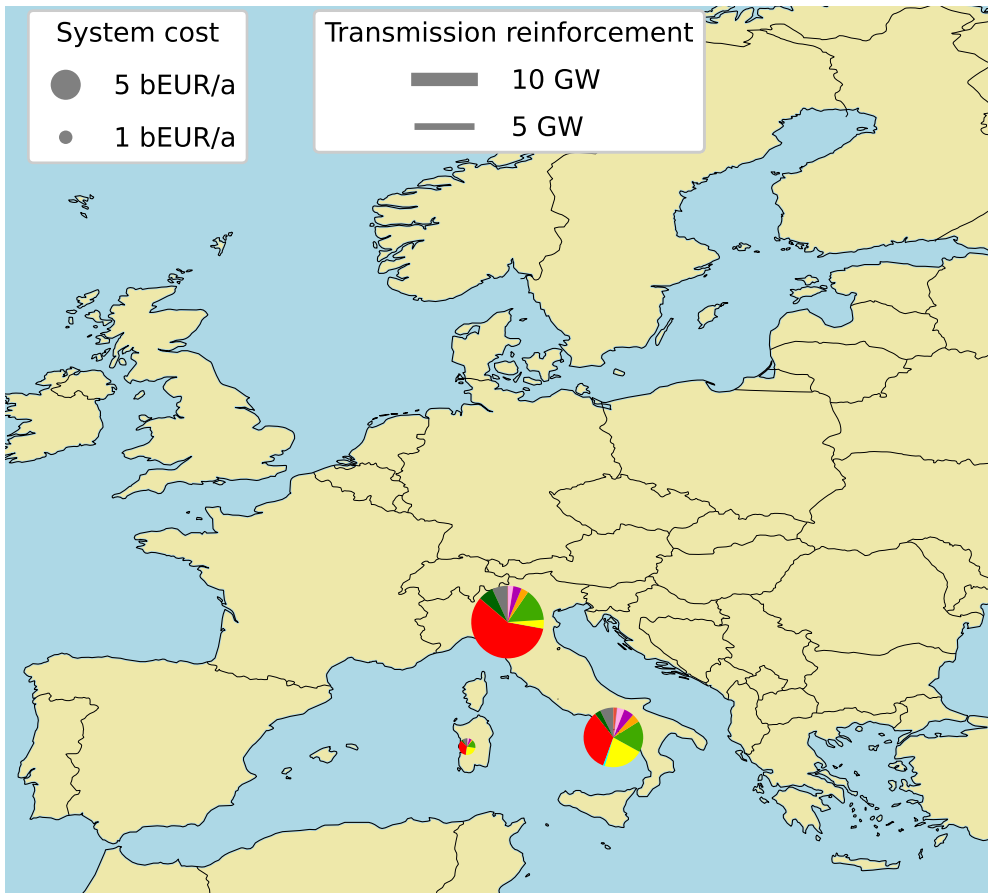 System cost
5 bEUR/a
1 bEUR/a
Transmission reinforcement
10 GW
5 GW